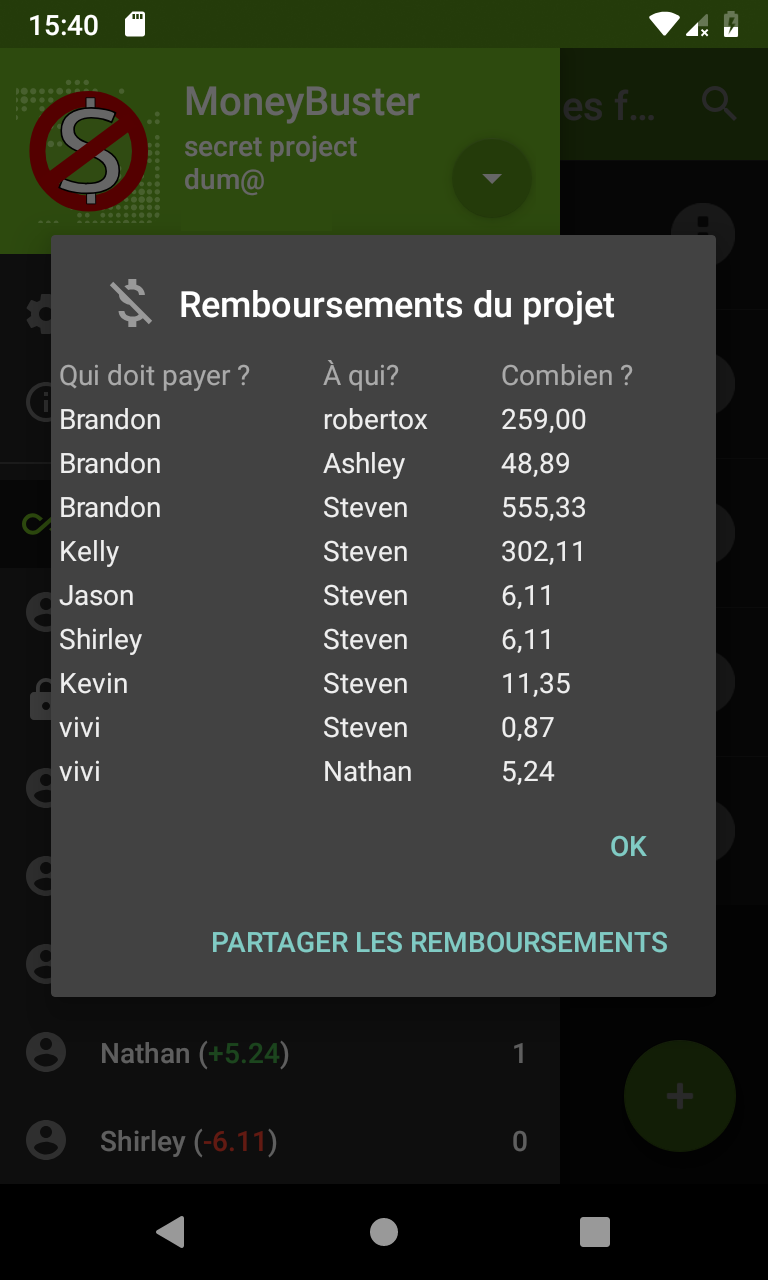 15:40
MoneyBuster
es f…
secret project
dum@
Remboursements du projet
Qui doit payer ? À qui? Combien ?
Brandon robertox 259,00
Brandon Ashley 48,89
Brandon Steven 555,33
Kelly Steven 302,11
Jason Steven 6,11
Shirley Steven 6,11
Kevin Steven 11,35
vivi Steven 0,87
vivi Nathan 5,24
OK
PARTAGER LES REMBOURSEMENTS
Nathan (+5.24) 1
Shirley (-6.11) 0